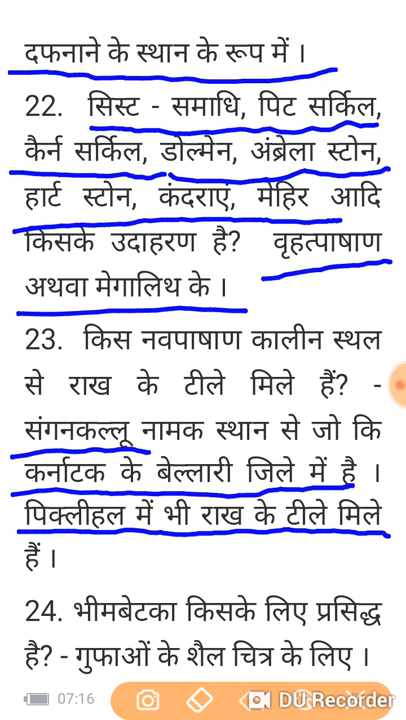 दफनाने के स्थान के रूप में ।
22. सिस्ट - समाधि, पिट सर्किल,
कैर्न सर्किल, डोल्मेन, अंब्रेला स्टोन,
हार्ट स्टोन, कंदराएं, मेहिर आदि
किसके उदाहरण है? वृहत्पाषाण
अथवा मेगालिथ के ।
23. किस नवपाषाण कालीन स्थल
से राख के टीले मिले हैं? -
संगनकल्लू नामक स्थान से जो कि
कर्नाटक के बेल्लारी जिले में है ।
पिक्लीहल में भी राख के टीले मिले
हैं ।
24. भीमबेटका किसके लिए प्रसिद्ध
है? - गुफाओं के शैल चित्र के लिए ।
07:16
DU Recorder